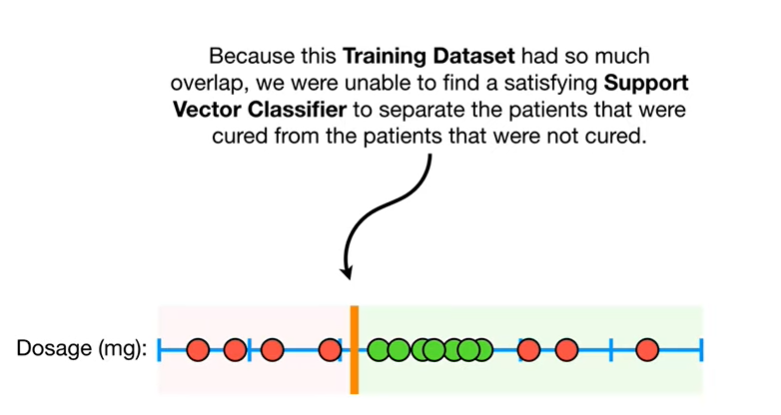 Because this Training Dataset had so much
overlap, we were unable to find a satisfying Support
Vector Classifier to separate the patients that were
cured from the patients that were not cured.
Dosage (mg):